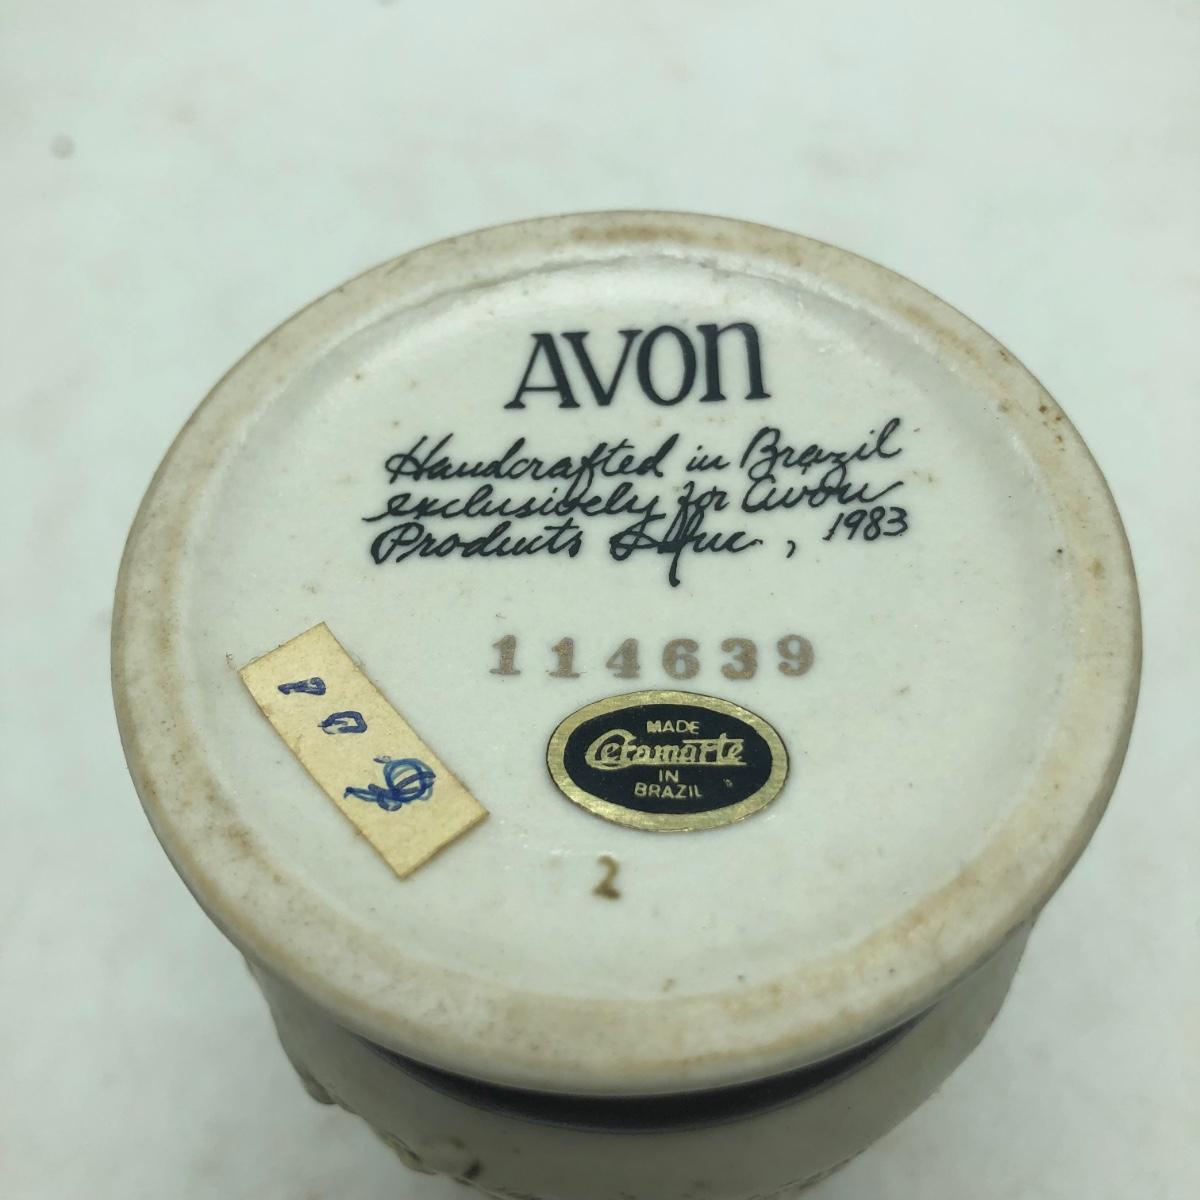 AVON
Handcrafted in Brazil
exclusively for Avon
Products Inc., 1983
114639
MADE
Ceramarte
IN
BRAZIL
2